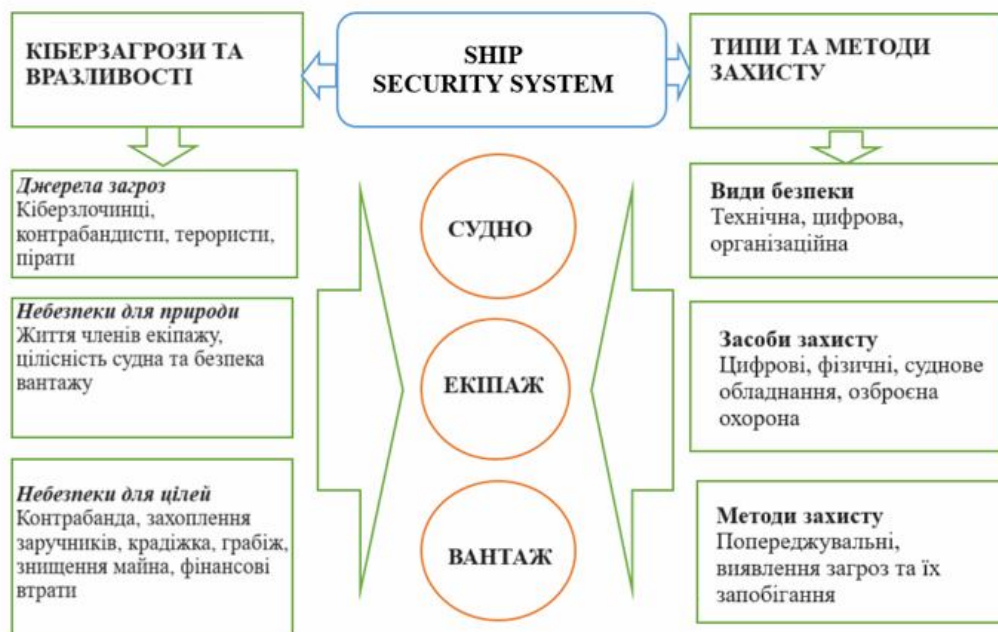 КІБЕРЗАГРОЗИ ТА
ВРАЗЛИВОСТІ
SHIP
SECURITY SYSTEM
ТИПИ ТА МЕТОДИ
ЗАХИСТУ
Джерела загроз
Кіберзлочинці,
контрабандисти, терористи,
пірати
Небезпеки для природи
Життя членів екіпажу,
цілісність судна та безпека
вантажу
Небезпеки для цілей
Контрабанда, захоплення
заручників, крадіжка, грабіж,
знищення майна, фінансові
втрати
СУДНО
ЕКІПАЖ
ВАНТАЖ
Види безпеки
Технічна, цифрова,
організаційна
Засоби захисту
Цифрові, фізичні, суднове
обладнання, озброєна
охорона
Методи захисту
Попереджувальні,
виявлення загроз та їх
запобігання